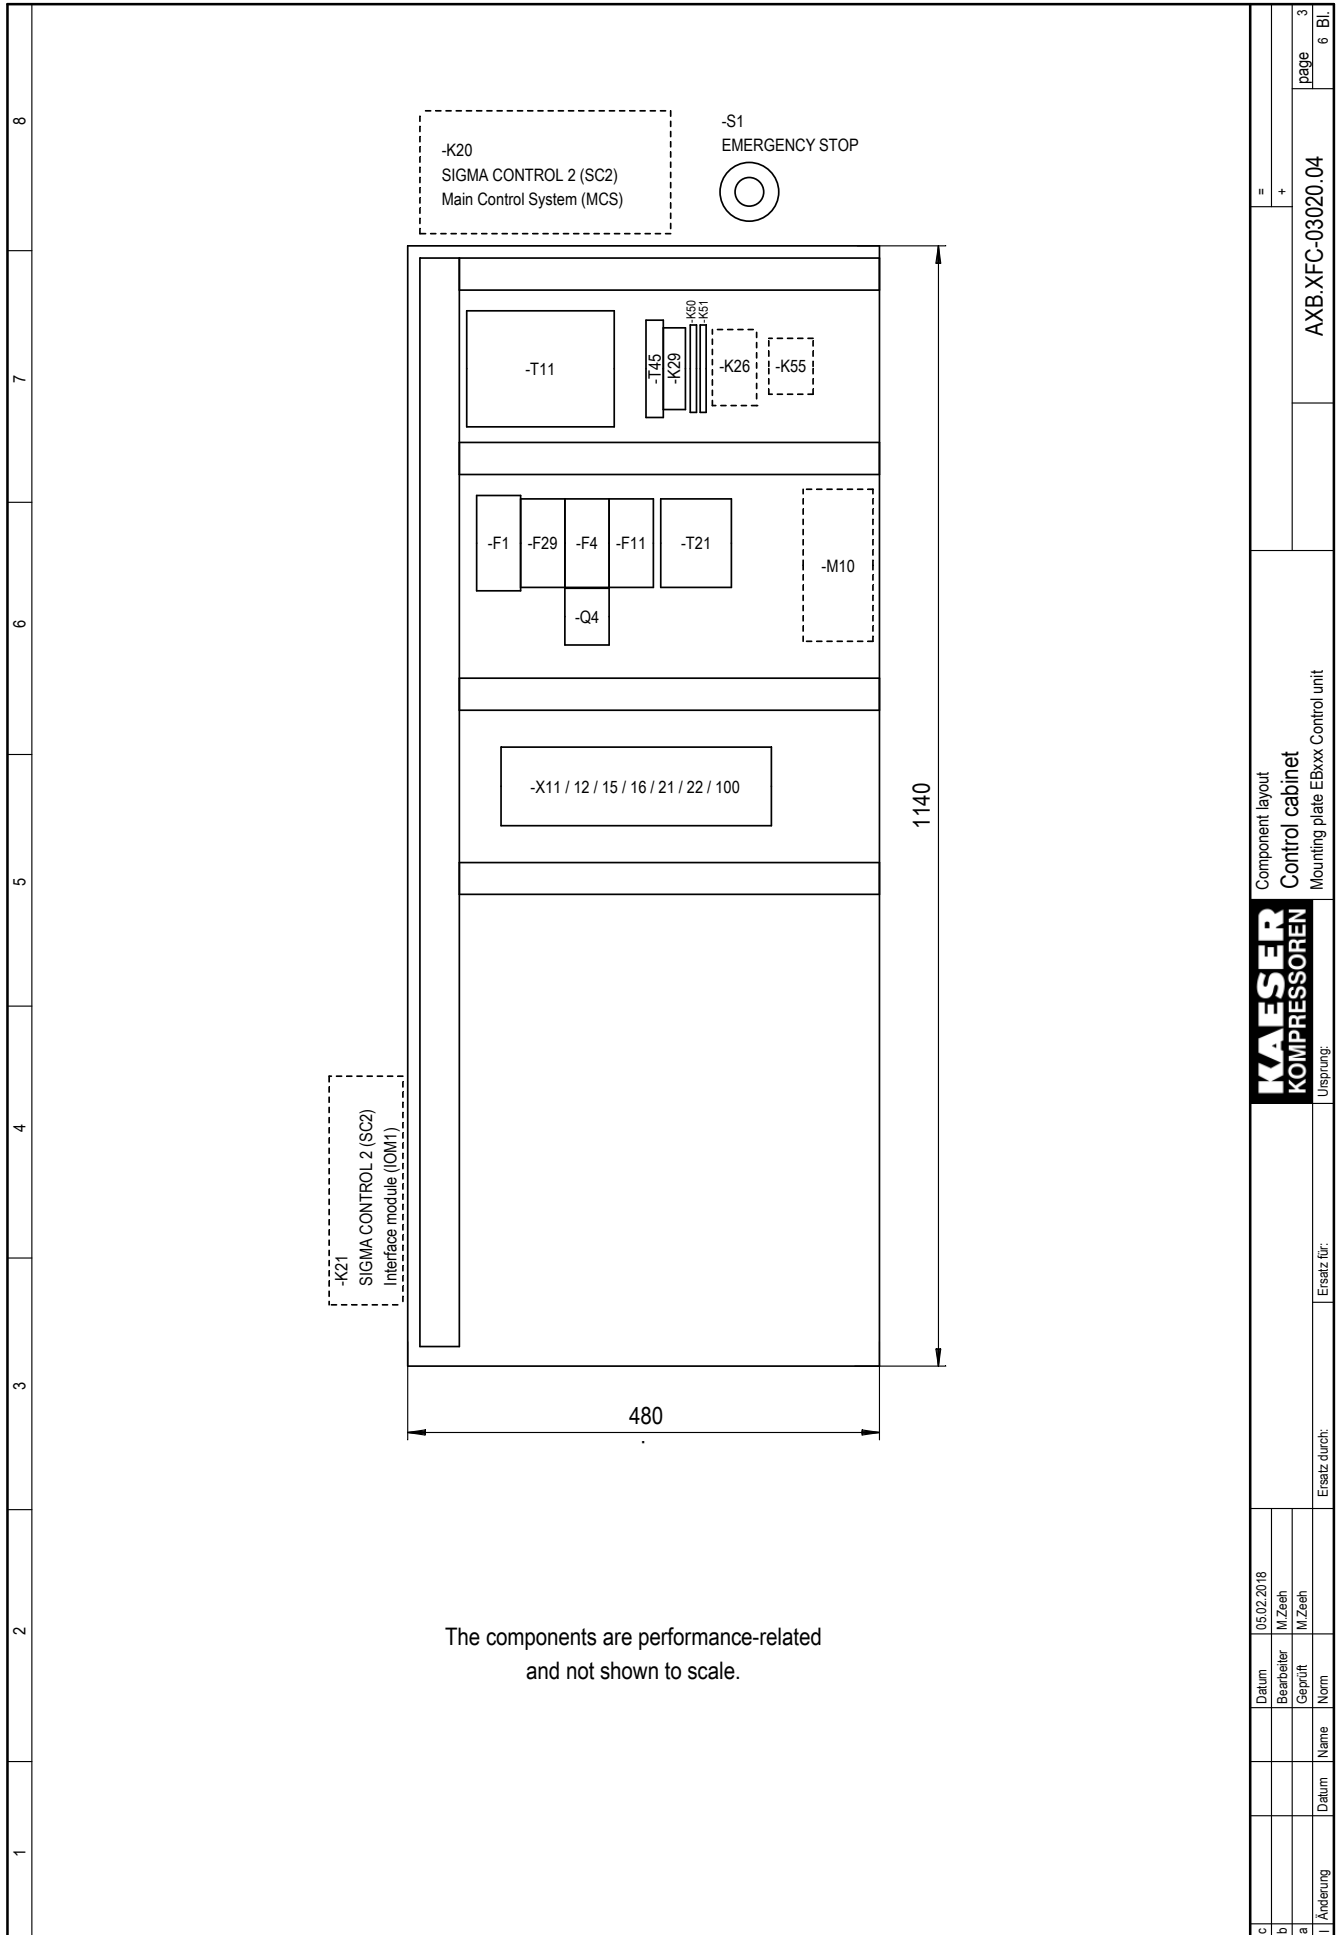 8
7
6
5
4
3
2
1
-K20
SIGMA CONTROL 2 (SC2)
Main Control System (MCS)
-S1
EMERGENCY STOP
-T11
-T45
-K29
-K50
-K51
-K26
-K55
-F1
-F29
-F4
-F11
-T21
-Q4
-M10
-X11 / 12 / 15 / 16 / 21 / 22 / 100
1140
-K21
SIGMA CONTROL 2 (SC2)
Interface module (IOM1)
480
The components are performance-related
and not shown to scale.
c
b
a
Änderung
Datum
Name
Datum
05.02.2018
Bearbeiter
M.Zeeh
Geprüft
M.Zeeh
Norm
Ersatz durch:
Ersatz für:
Ursprung:
KAESER
KOMPRESSOREN
Component layout
Control cabinet
Mounting plate EBxxx Control unit
=
+
AXB.XFC-03020.04
page 3
6 Bl.